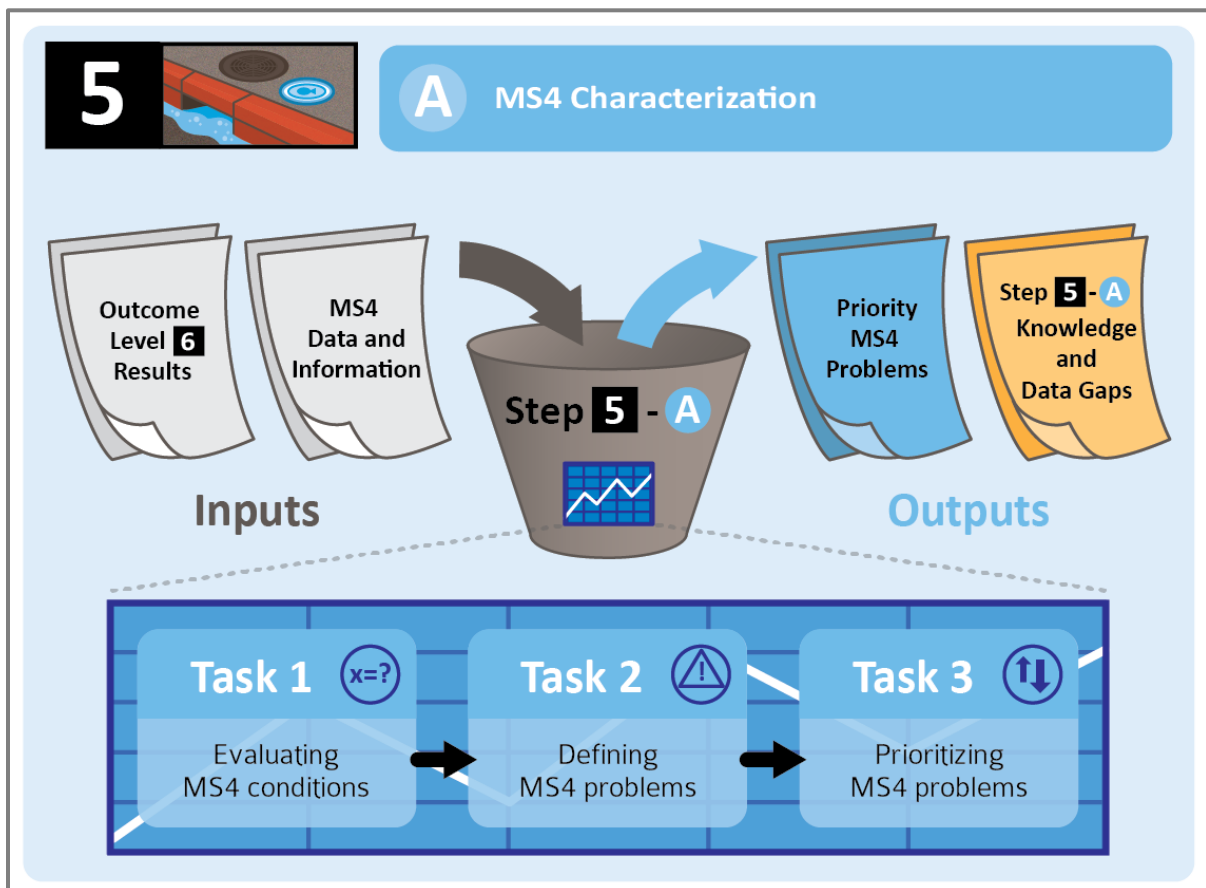 5
A MS4 Characterization
Outcome
Level 6
Results
MS4
Data and
Information
Step 5 - A
Priority
MS4
Problems
Step 5 - A
Knowledge
and
Data Gaps
Inputs
Outputs
Task 1 x=?
Evaluating
MS4 conditions
Task 2 !
Defining
MS4 problems
Task 3
Prioritizing
MS4 problems